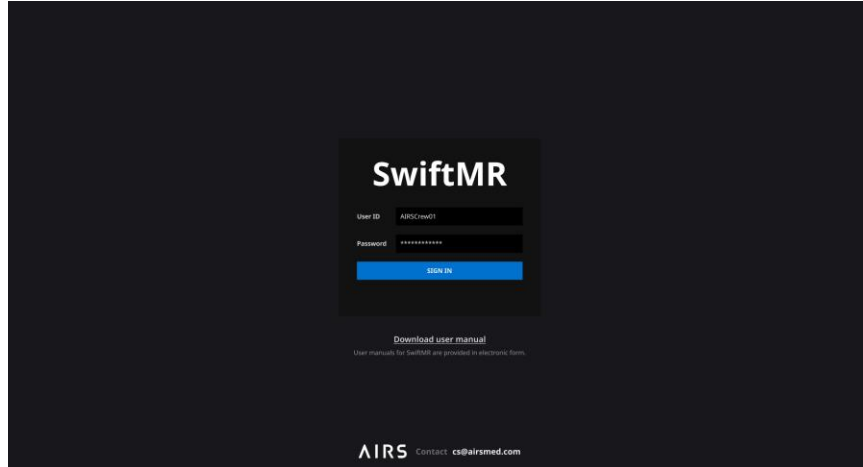 SwiftMR
User ID AIRSCrew01
Password ************
SIGN IN
Download user manual
User manuals for SwiftMR are provided in electronic form.
AIRS Contact cs@airsmed.com